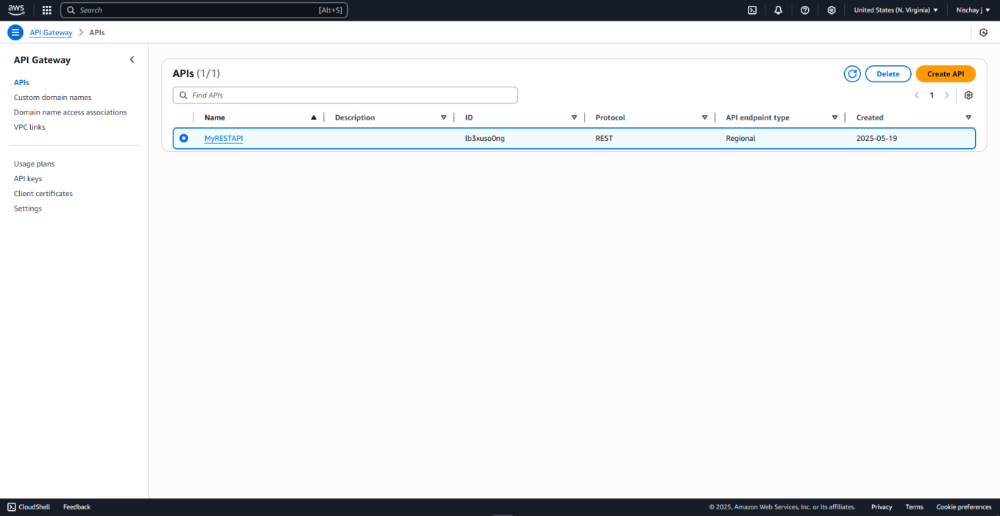 aws Search [Alt+S] United States (N. Virginia) Nischay j
API Gateway APIs
API Gateway
APIs
Custom domain names
Domain name access associations
VPC links
Usage plans
API keys
Client certificates
Settings
APIs (1/1) Delete Create API
Find APIs 1
Name Description ID Protocol API endpoint type Created
MyRESTAPI lb3xuso0ng REST Regional 2025-05-19
CloudShell Feedback © 2025, Amazon Web Services, Inc. or its affiliates. Privacy Terms Cookie preferences